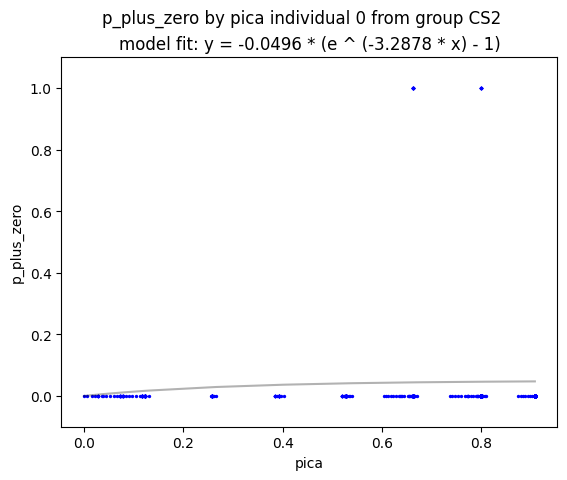 p_plus_zero by pica individual 0 from group CS2
model fit: y = -0.0496 * (e ^ (-3.2878 * x) - 1)
1.0
0.8
0.6
0.4
0.2
0.0
p_plus_zero
0.0 0.2 0.4 0.6 0.8
pica